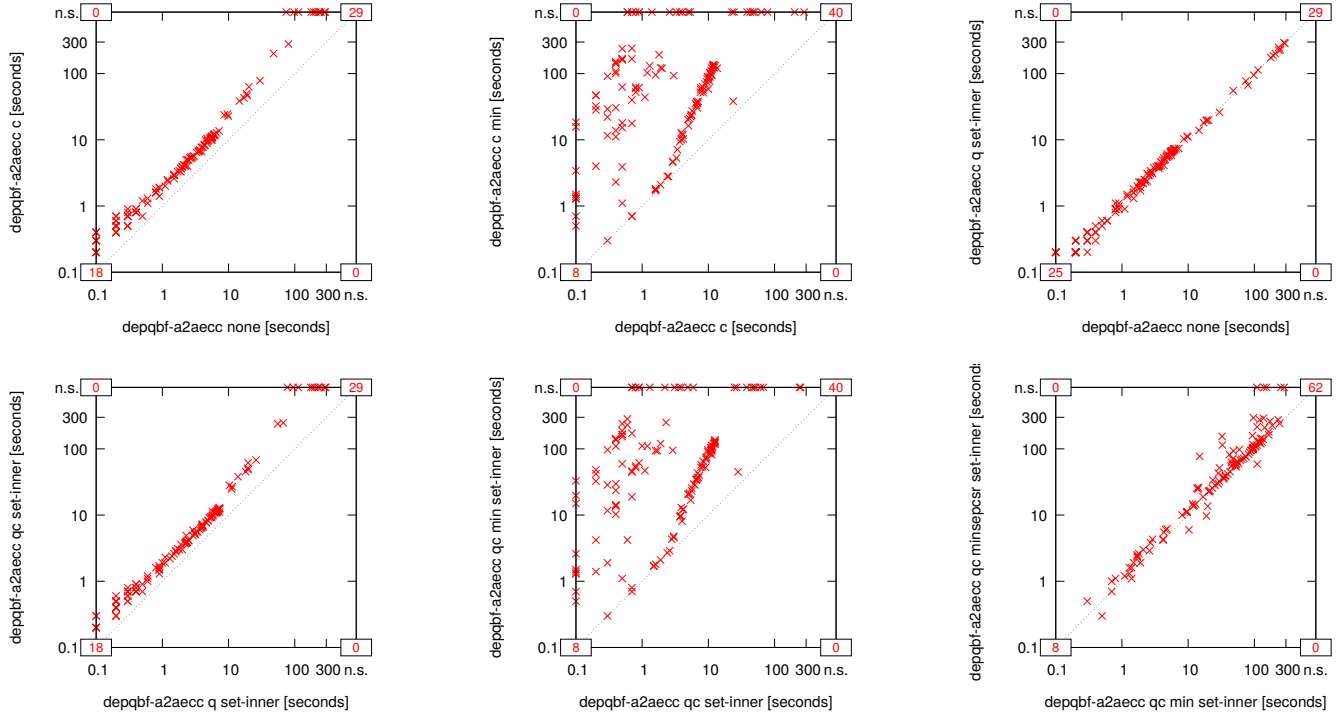 n.s. 0 29
300
100
10
1
0.1 18 0
0.1 1 10 100 300 n.s.
depqbf-a2aecc c [seconds]
depqbf-a2aecc none [seconds]
n.s. 0 40
300
100
10
1
0.1 8 0
0.1 1 10 100 300 n.s.
depqbf-a2aecc c min [seconds]
depqbf-a2aecc c [seconds]
n.s. 0 29
300
100
10
1
0.1 25 0
0.1 1 10 100 300 n.s.
depqbf-a2aecc q set-inner [seconds]
depqbf-a2aecc none [seconds]
n.s. 0 29
300
100
10
1
0.1 18 0
0.1 1 10 100 300 n.s.
depqbf-a2aecc qc set-inner [seconds]
depqbf-a2aecc q set-inner [seconds]
n.s. 0 40
300
100
10
1
0.1 8 0
0.1 1 10 100 300 n.s.
depqbf-a2aecc qc min set-inner [seconds]
depqbf-a2aecc qc set-inner [seconds]
n.s. 0 62
300
100
10
1
0.1 8 0
0.1 1 10 100 300 n.s.
depqbf-a2aecc qc minsepcsr set-inner [second
depqbf-a2aecc qc min set-inner [seconds]